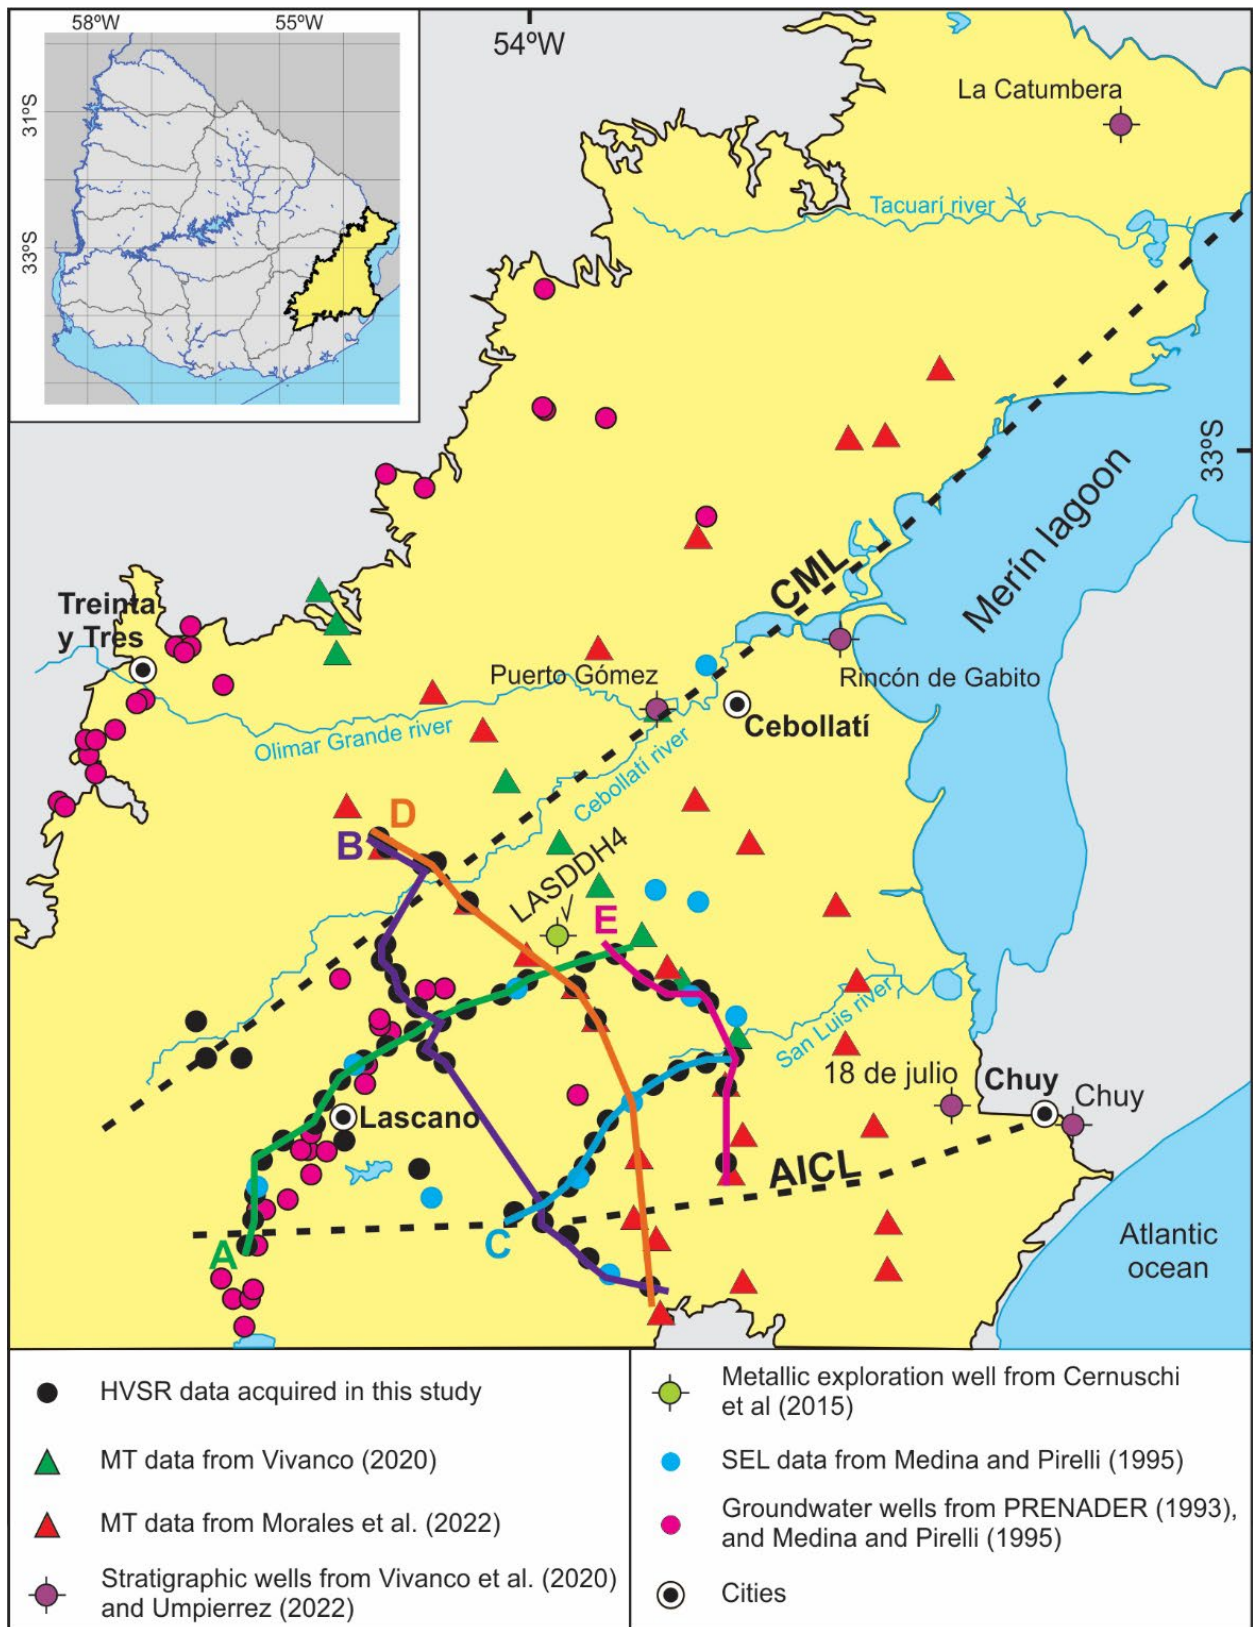 58ºW
55ºW
54ºW
31ºS
33ºS
La Catumbera
Tacuarí river
33ºS
Merín lagoon
CML
Treinta
y Tres
Puerto Gómez
Rincón de Gabito
Cebollatí
Olimar Grande river
Cebollatí river
D
B
LASDDH4
E
San Luis river
18 de julio
Chuy
Chuy
Lascano
AICL
A
C
Atlantic
ocean
HVSR data acquired in this study
MT data from Vivanco (2020)
MT data from Morales et al. (2022)
Stratigraphic wells from Vivanco et al. (2020)
and Umpierrez (2022)
Metallic exploration well from Cernuschi
et al (2015)
SEL data from Medina and Pirelli (1995)
Groundwater wells from PRENADER (1993),
and Medina and Pirelli (1995)
Cities